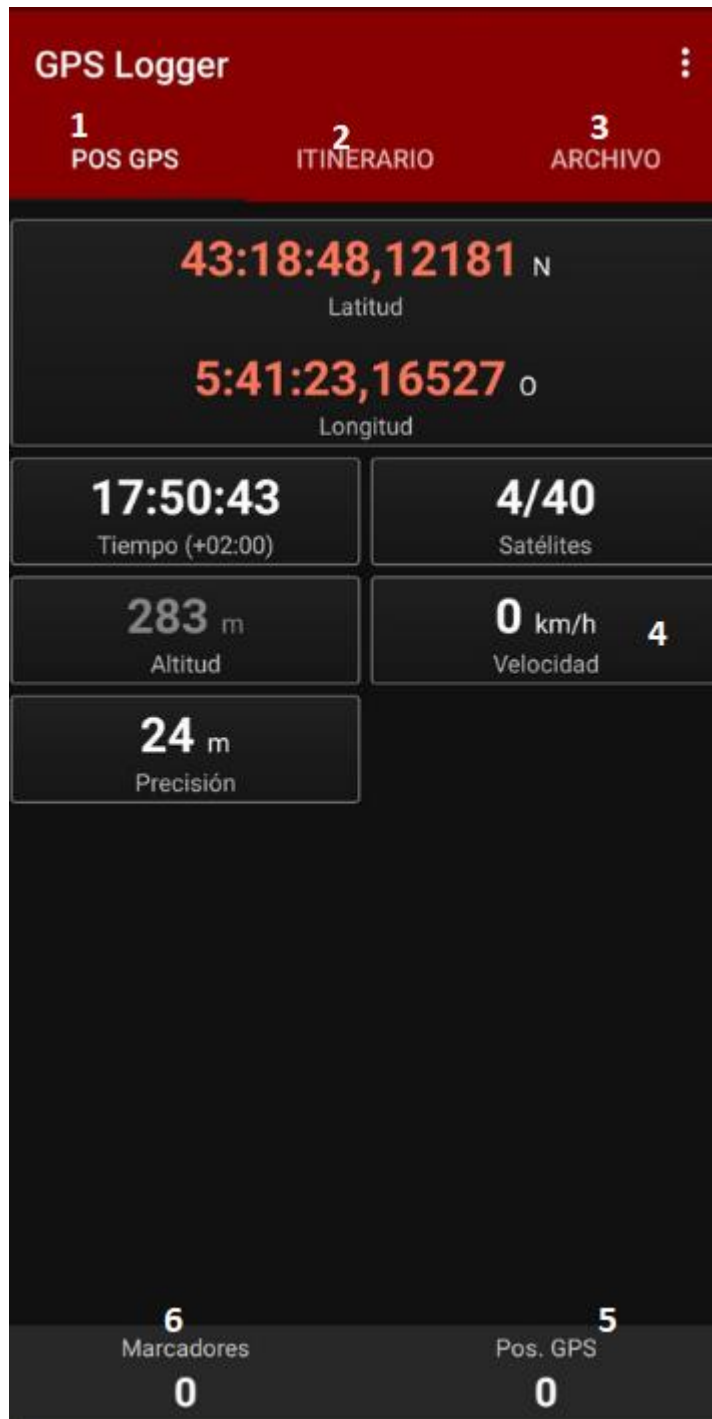 GPS Logger
1 2 3
POS GPS ITINERARIO ARCHIVO
43:18:48,12181 N
Latitud
5:41:23,16527 O
Longitud
17:50:43 4/40
Tiempo (+02:00) Satélites
283 m 0 km/h 4
Altitud Velocidad
24 m
Precisión
6 5
Marcadores Pos. GPS
0 0